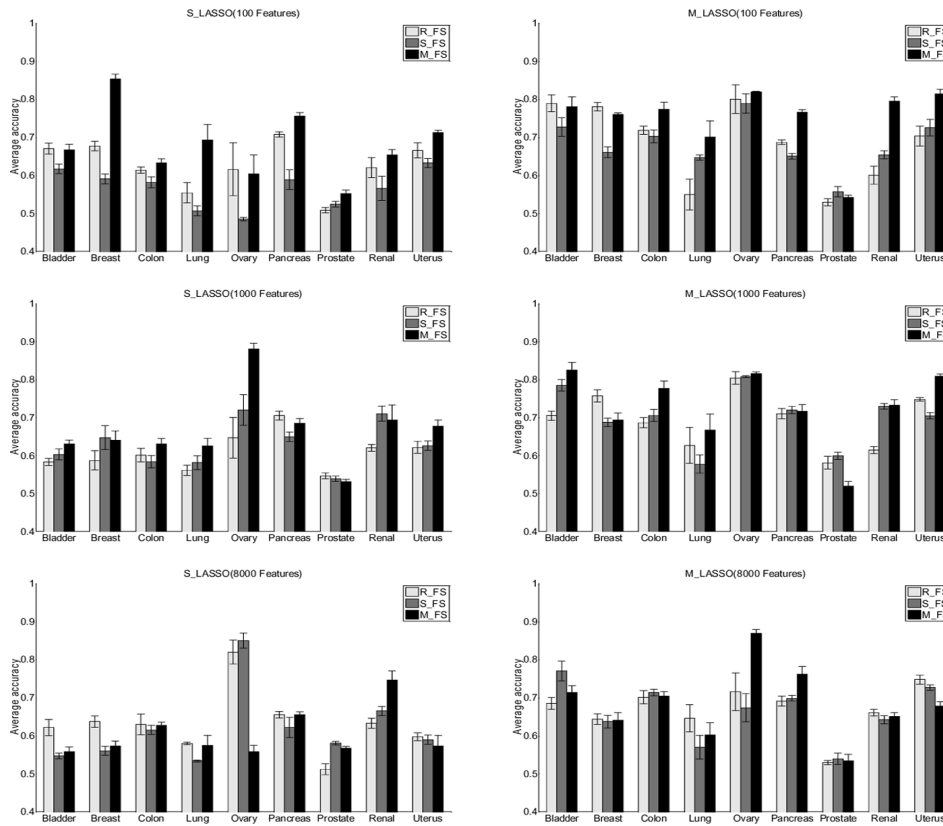 S_LASSO(100 Features)
1
0.9
0.8
0.7
0.6
0.5
0.4
Average accuracy
R_FS
S_FS
M_FS
Bladder Breast Colon Lung Ovary Pancreas Prostate Renal Uterus
M_LASSO(100 Features)
1
0.9
0.8
0.7
0.6
0.5
0.4
Average accuracy
R_FS
S_FS
M_FS
Bladder Breast Colon Lung Ovary Pancreas Prostate Renal Uterus
S_LASSO(1000 Features)
1
0.9
0.8
0.7
0.6
0.5
0.4
Average accuracy
R_FS
S_FS
M_FS
Bladder Breast Colon Lung Ovary Pancreas Prostate Renal Uterus
M_LASSO(1000 Features)
1
0.9
0.8
0.7
0.6
0.5
0.4
Average accuracy
R_FS
S_FS
M_FS
Bladder Breast Colon Lung Ovary Pancreas Prostate Renal Uterus
S_LASSO(8000 Features)
1
0.9
0.8
0.7
0.6
0.5
0.4
Average accuracy
R_FS
S_FS
M_FS
Bladder Breast Colon Lung Ovary Pancreas Prostate Renal Uterus
M_LASSO(8000 Features)
1
0.9
0.8
0.7
0.6
0.5
0.4
Average accuracy
R_FS
S_FS
M_FS
Bladder Breast Colon Lung Ovary Pancreas Prostate Renal Uterus